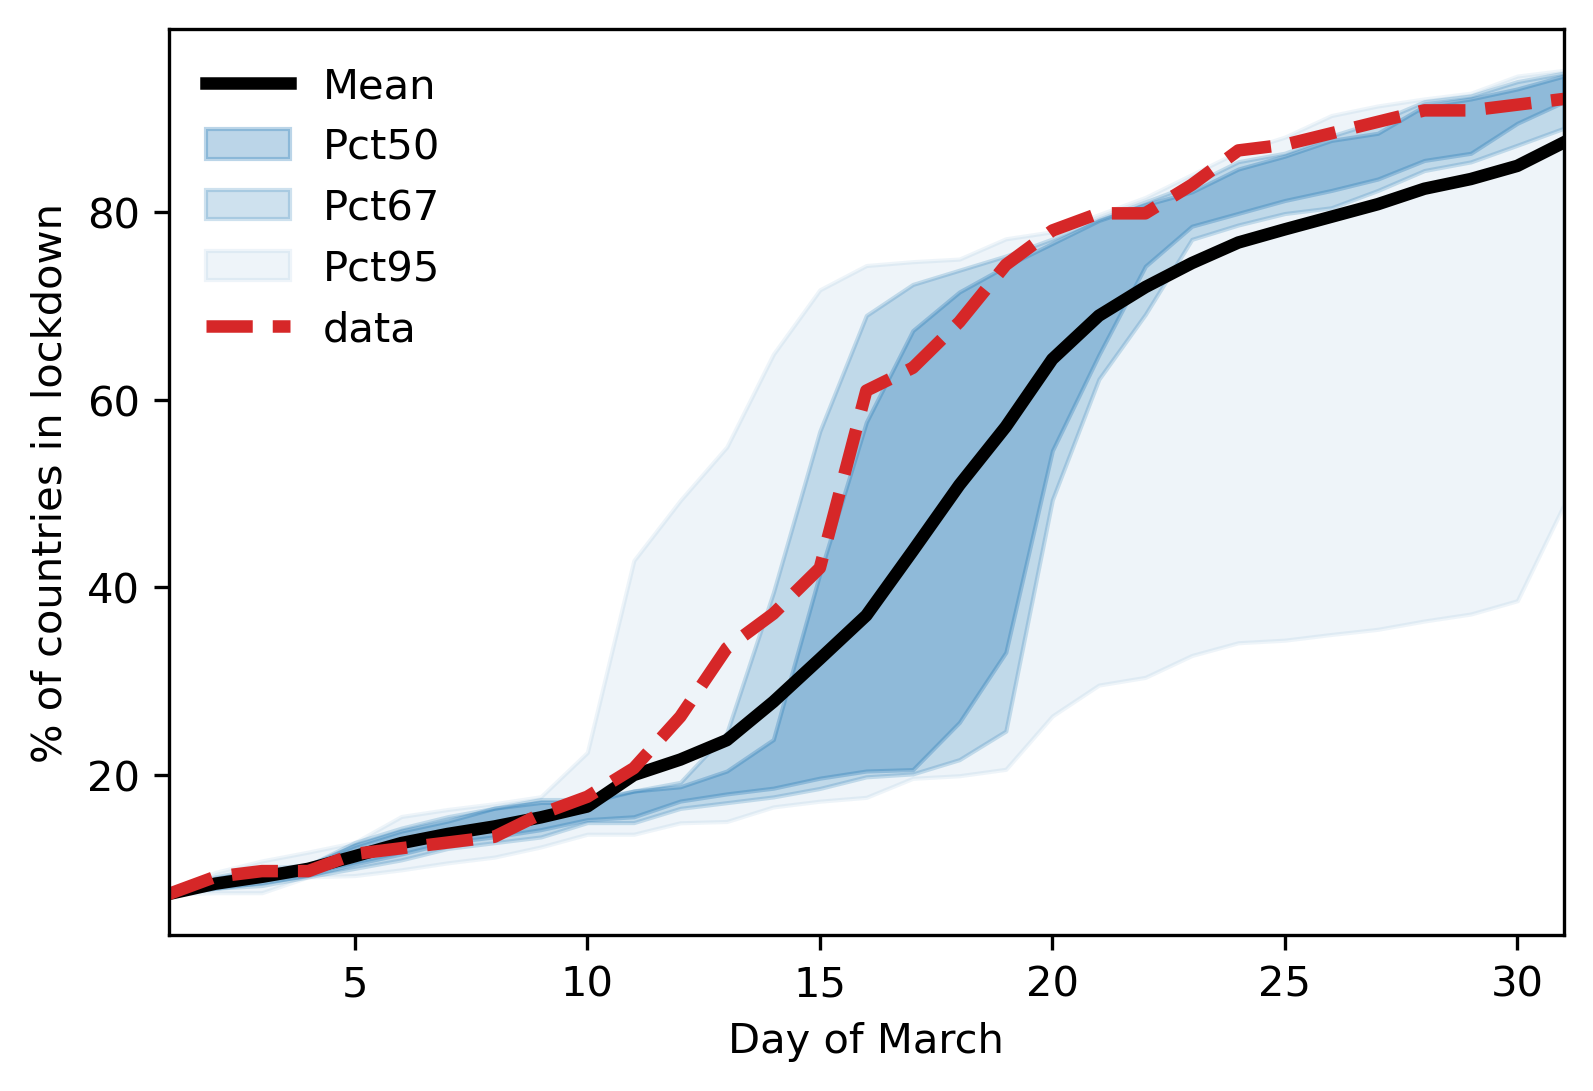 Mean
Pct50
Pct67
Pct95
data
% of countries in lockdown
80
60
40
20
5 10 15 20 25 30
Day of March